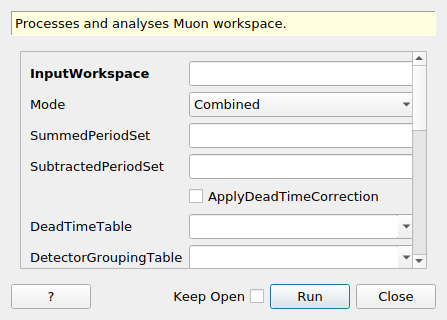 Processes and analyses Muon workspace.
InputWorkspace
Mode Combined
SummedPeriodSet
SubtractedPeriodSet
ApplyDeadTimeCorrection
DeadTimeTable
DetectorGroupingTable
? Keep Open Run Close